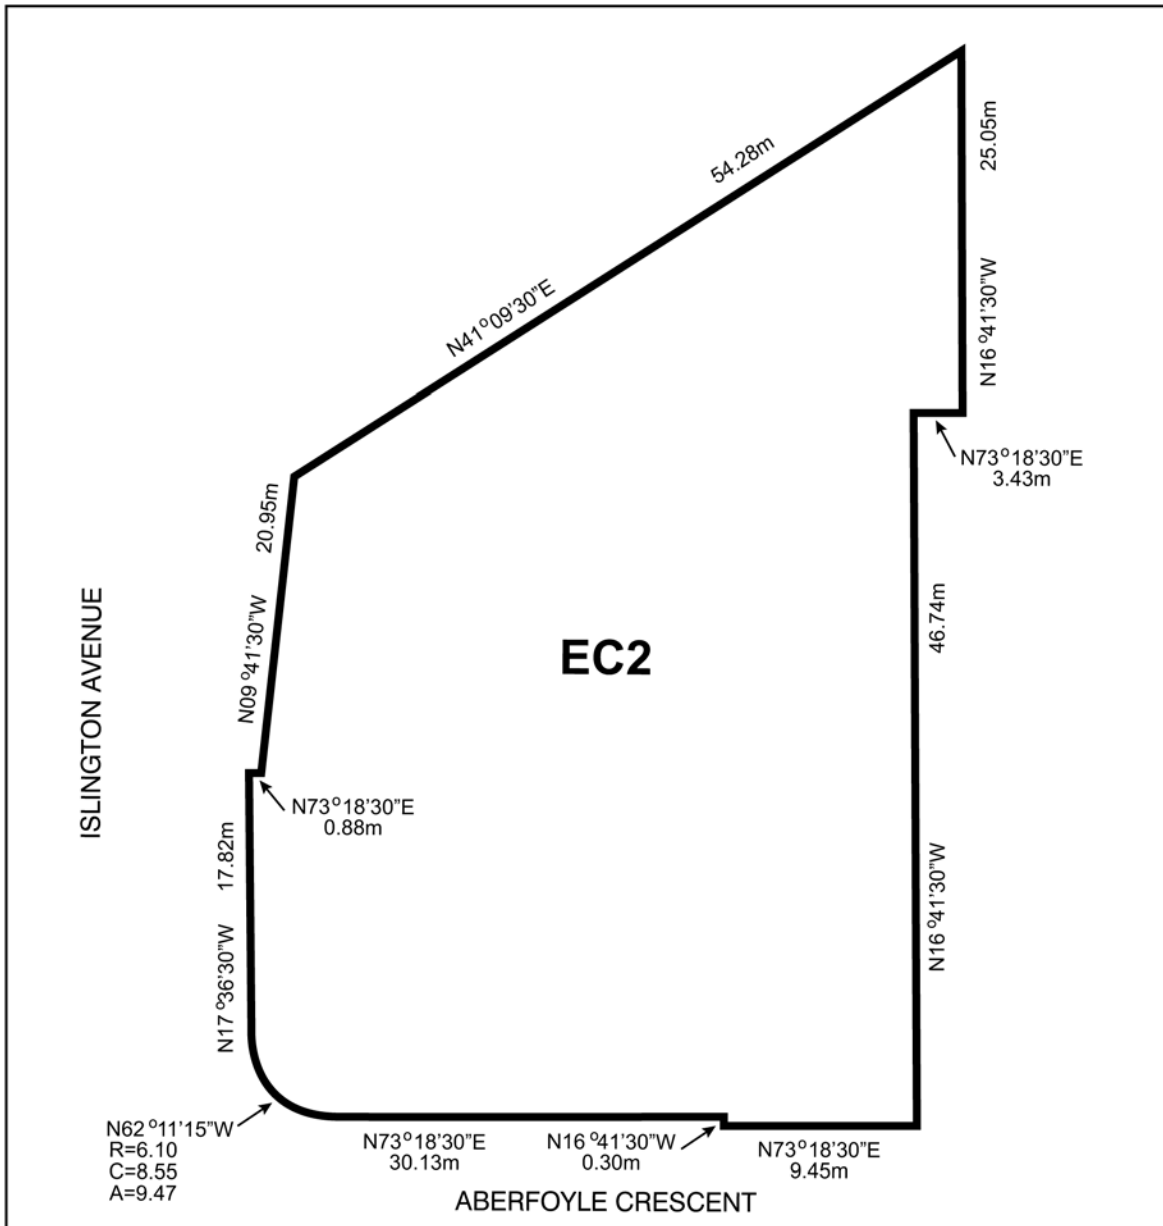 54.28m
N41°09'30"E
25.05m
N16°41'30"W
N73°18'30"E
3.43m
20.95m
N09°41'30"W
ISLINGTON AVENUE
EC2
46.74m
N16°41'30"W
N73°18'30"E
0.88m
17.82m
N17°36'30"W
N62°11'15"W
R=6.10
C=8.55
A=9.47
N73°18'30"E
30.13m
N16°41'30"W
0.30m
N73°18'30"E
9.45m
ABERFOYLE CRESCENT